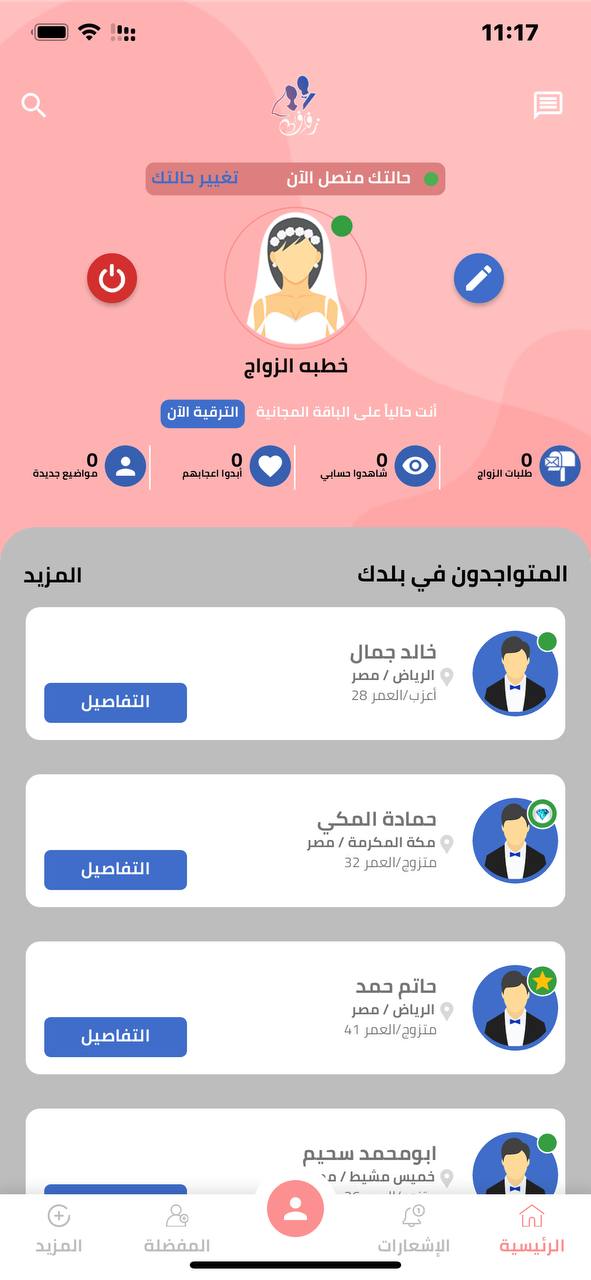 11:17
زفافي
حالتك متصل الآن تغيير حالتك
خطبه الزواج
أنت حالياً على الباقة المجانية الترقية الآن
0 طلبات الزواج
0 شاهدوا حسابي
0 أبدوا اعجابهم
0 مواضيع جديدة
المتواجدون في بلدك المزيد
خالد جمال
الرياض / مصر
أعزب/العمر 28
التفاصيل
حمادة المكي
مكة المكرمة / مصر
متزوج/العمر 32
التفاصيل
حاتم حمد
الرياض / مصر
متزوج/العمر 41
التفاصيل
ابومحمد سحيم
خميس مشيط /
الرئيسية
1
الإشعارات
المفضلة
المزيد